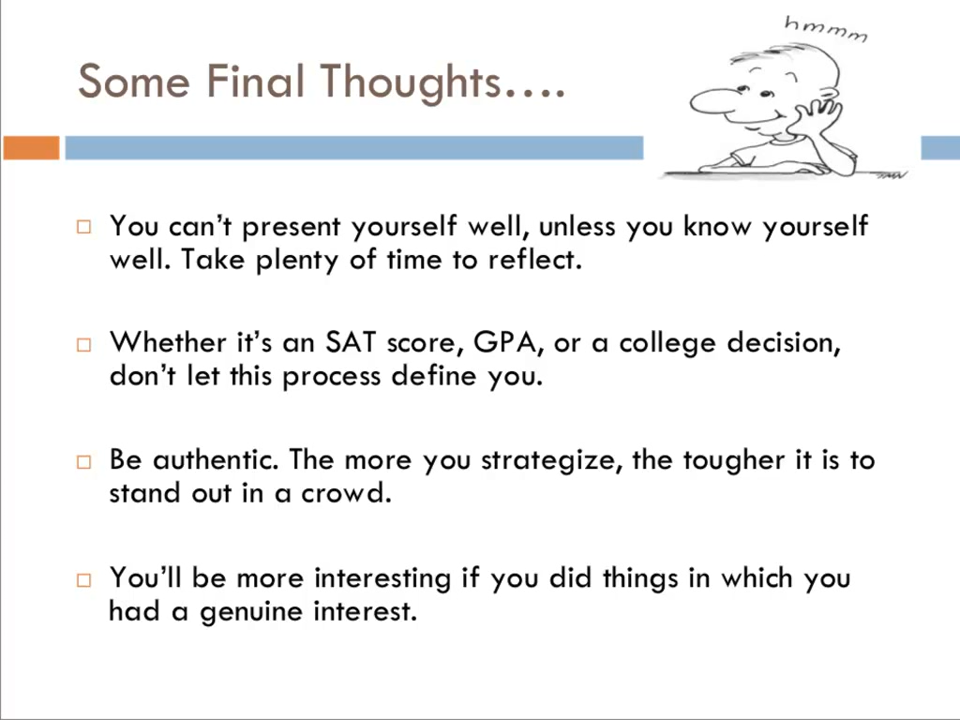 hmmm
Some Final Thoughts….
You can’t present yourself well, unless you know yourself
well. Take plenty of time to reflect.
Whether it’s an SAT score, GPA, or a college decision,
don’t let this process define you.
Be authentic. The more you strategize, the tougher it is to
stand out in a crowd.
You’ll be more interesting if you did things in which you
had a genuine interest.